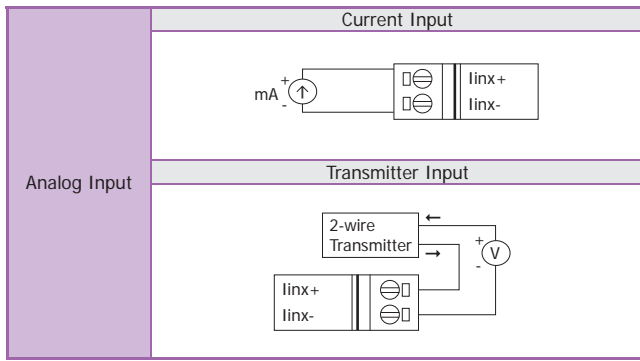 Current Input
mA
+
-
Iinx+
Iinx-
Analog Input
Transmitter Input
2-wire
Transmitter
+
V
-
Iinx+
Iinx-